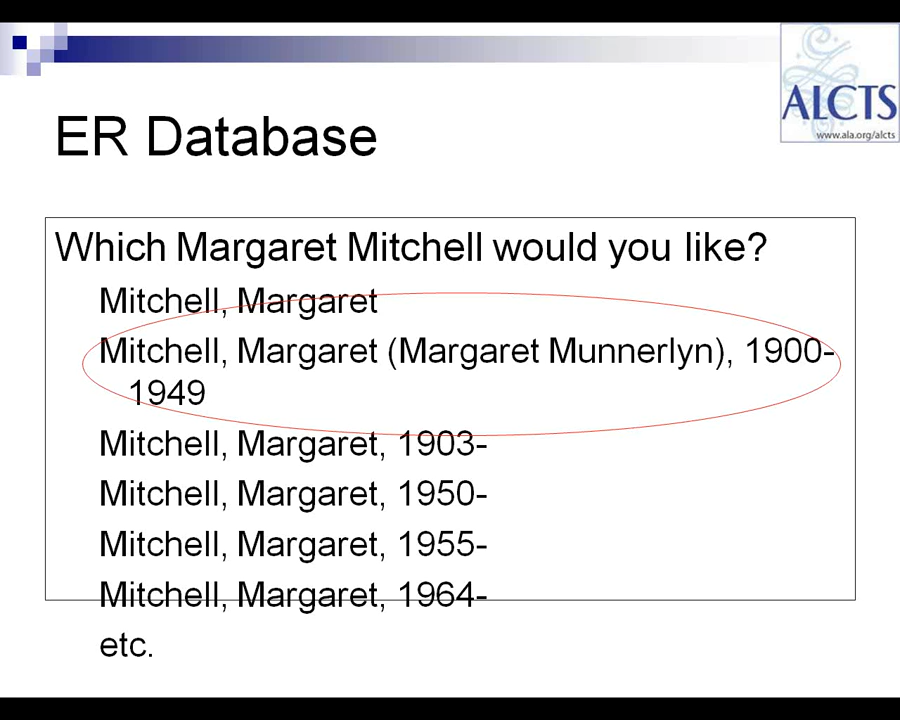 ALCTS
www.ala.org/alcts
ER Database
Which Margaret Mitchell would you like?
Mitchell, Margaret
Mitchell, Margaret (Margaret Munnerlyn), 1900-
1949
Mitchell, Margaret, 1903-
Mitchell, Margaret, 1950-
Mitchell, Margaret, 1955-
Mitchell, Margaret, 1964-
etc.